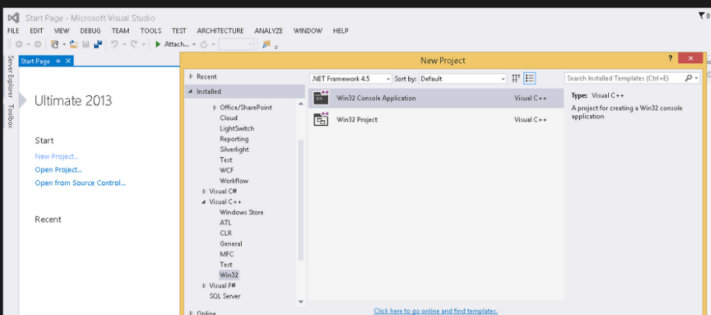 Start Page - Microsoft Visual Studio
FILE EDIT VIEW DEBUG TEAM TOOLS TEST ARCHITECTURE ANALYZE WINDOW HELP
Attach...
Start Page
Server Explorer
Toolbox
Ultimate 2013
Start
New Project...
Open Project...
Open from Source Control...
Recent
New Project
? ×
Recent
Installed
Office/SharePoint
Cloud
LightSwitch
Reporting
Silverlight
Test
WCF
Workflow
Visual C#
Visual C++
Windows Store
ATL
CLR
General
MFC
Test
Win32
Visual F#
SQL Server
Online
.NET Framework 4.5 Sort by: Default
Win32 Console Application Visual C++
Win32 Project Visual C++
Click here to go online and find templates.
Search Installed Templates (Ctrl+E)
Type: Visual C++
A project for creating a Win32 console
application